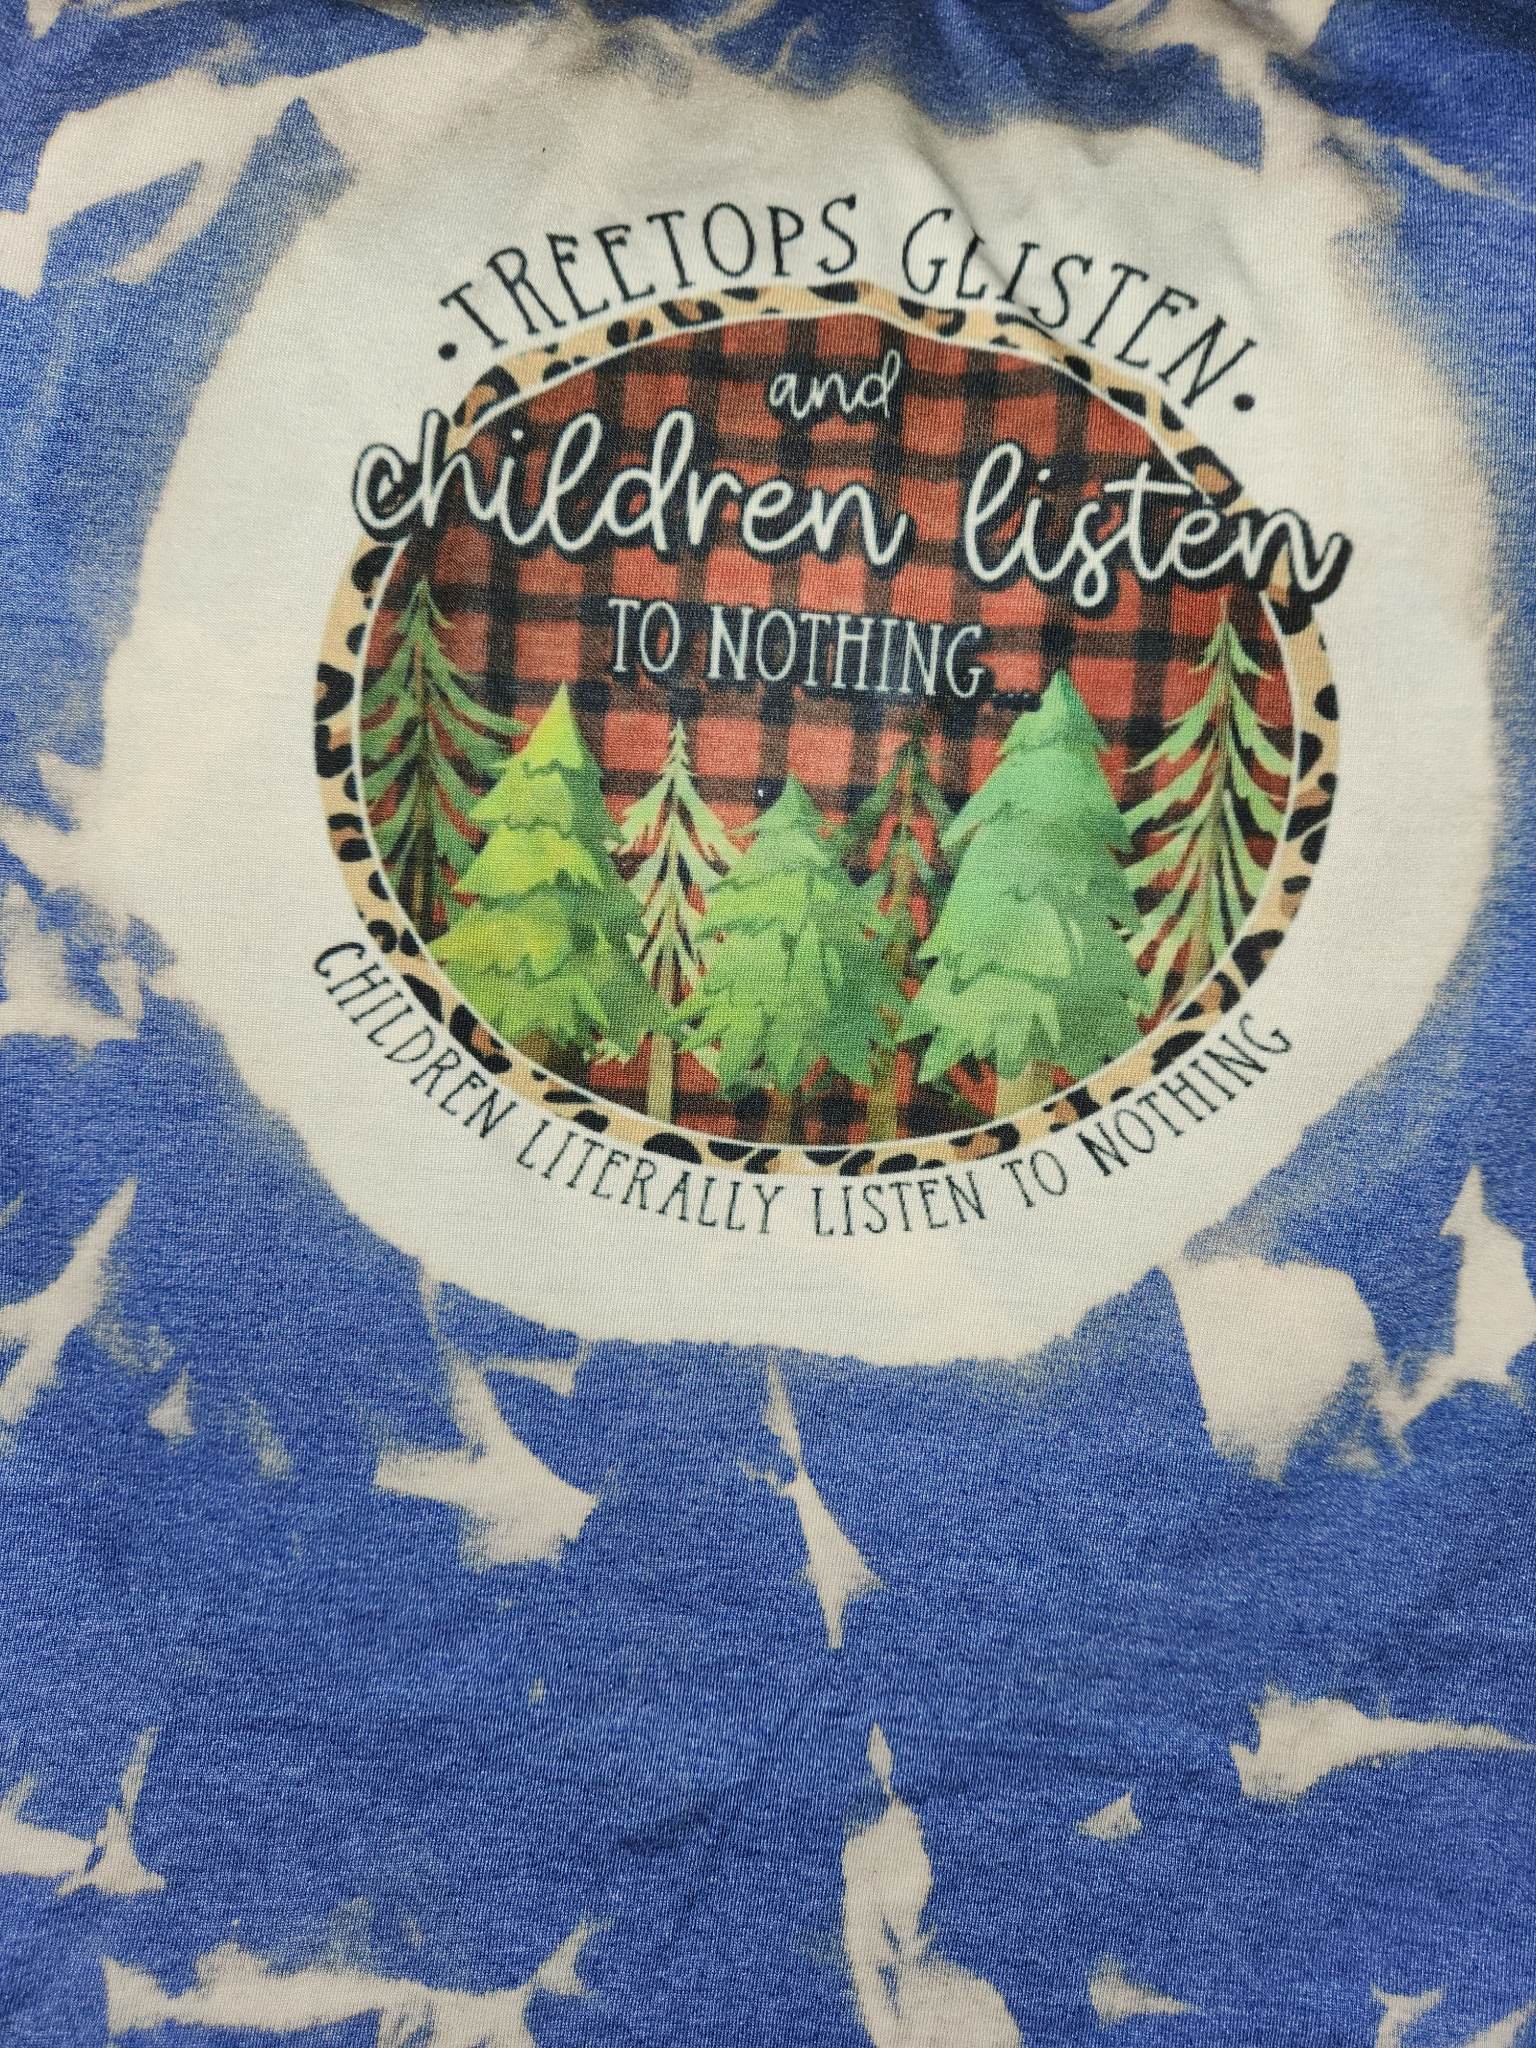 ·TREETOPS GLISTEN·
and
children listen
TO NOTHING....
CHILDREN LITERALLY LISTEN TO NOTHING